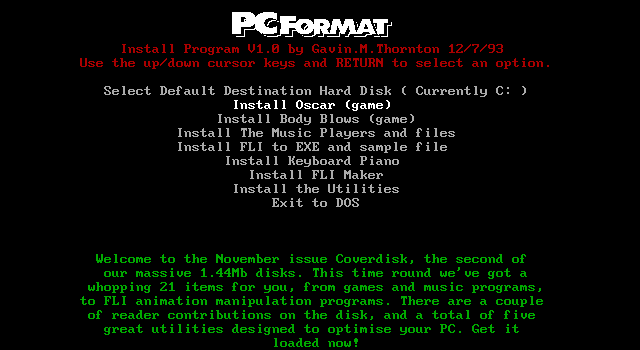 PC FORMAT
Install Program V1.0 by Gavin.M.Thornton 12/7/93
Use the up/down cursor keys and RETURN to select an option.
Select Default Destination Hard Disk ( Currently C: )
Install Oscar (game)
Install Body Blows (game)
Install The Music Players and files
Install FLI to EXE and sample file
Install Keyboard Piano
Install FLI Maker
Install the Utilities
Exit to DOS
Welcome to the November issue Coverdisk, the second of
our massive 1.44Mb disks. This time round we've got a
whopping 21 items for you, from games and music programs,
to FLI animation manipulation programs. There are a couple
of reader contributions on the disk, and a total of five
great utilities designed to optimise your PC. Get it
loaded now!